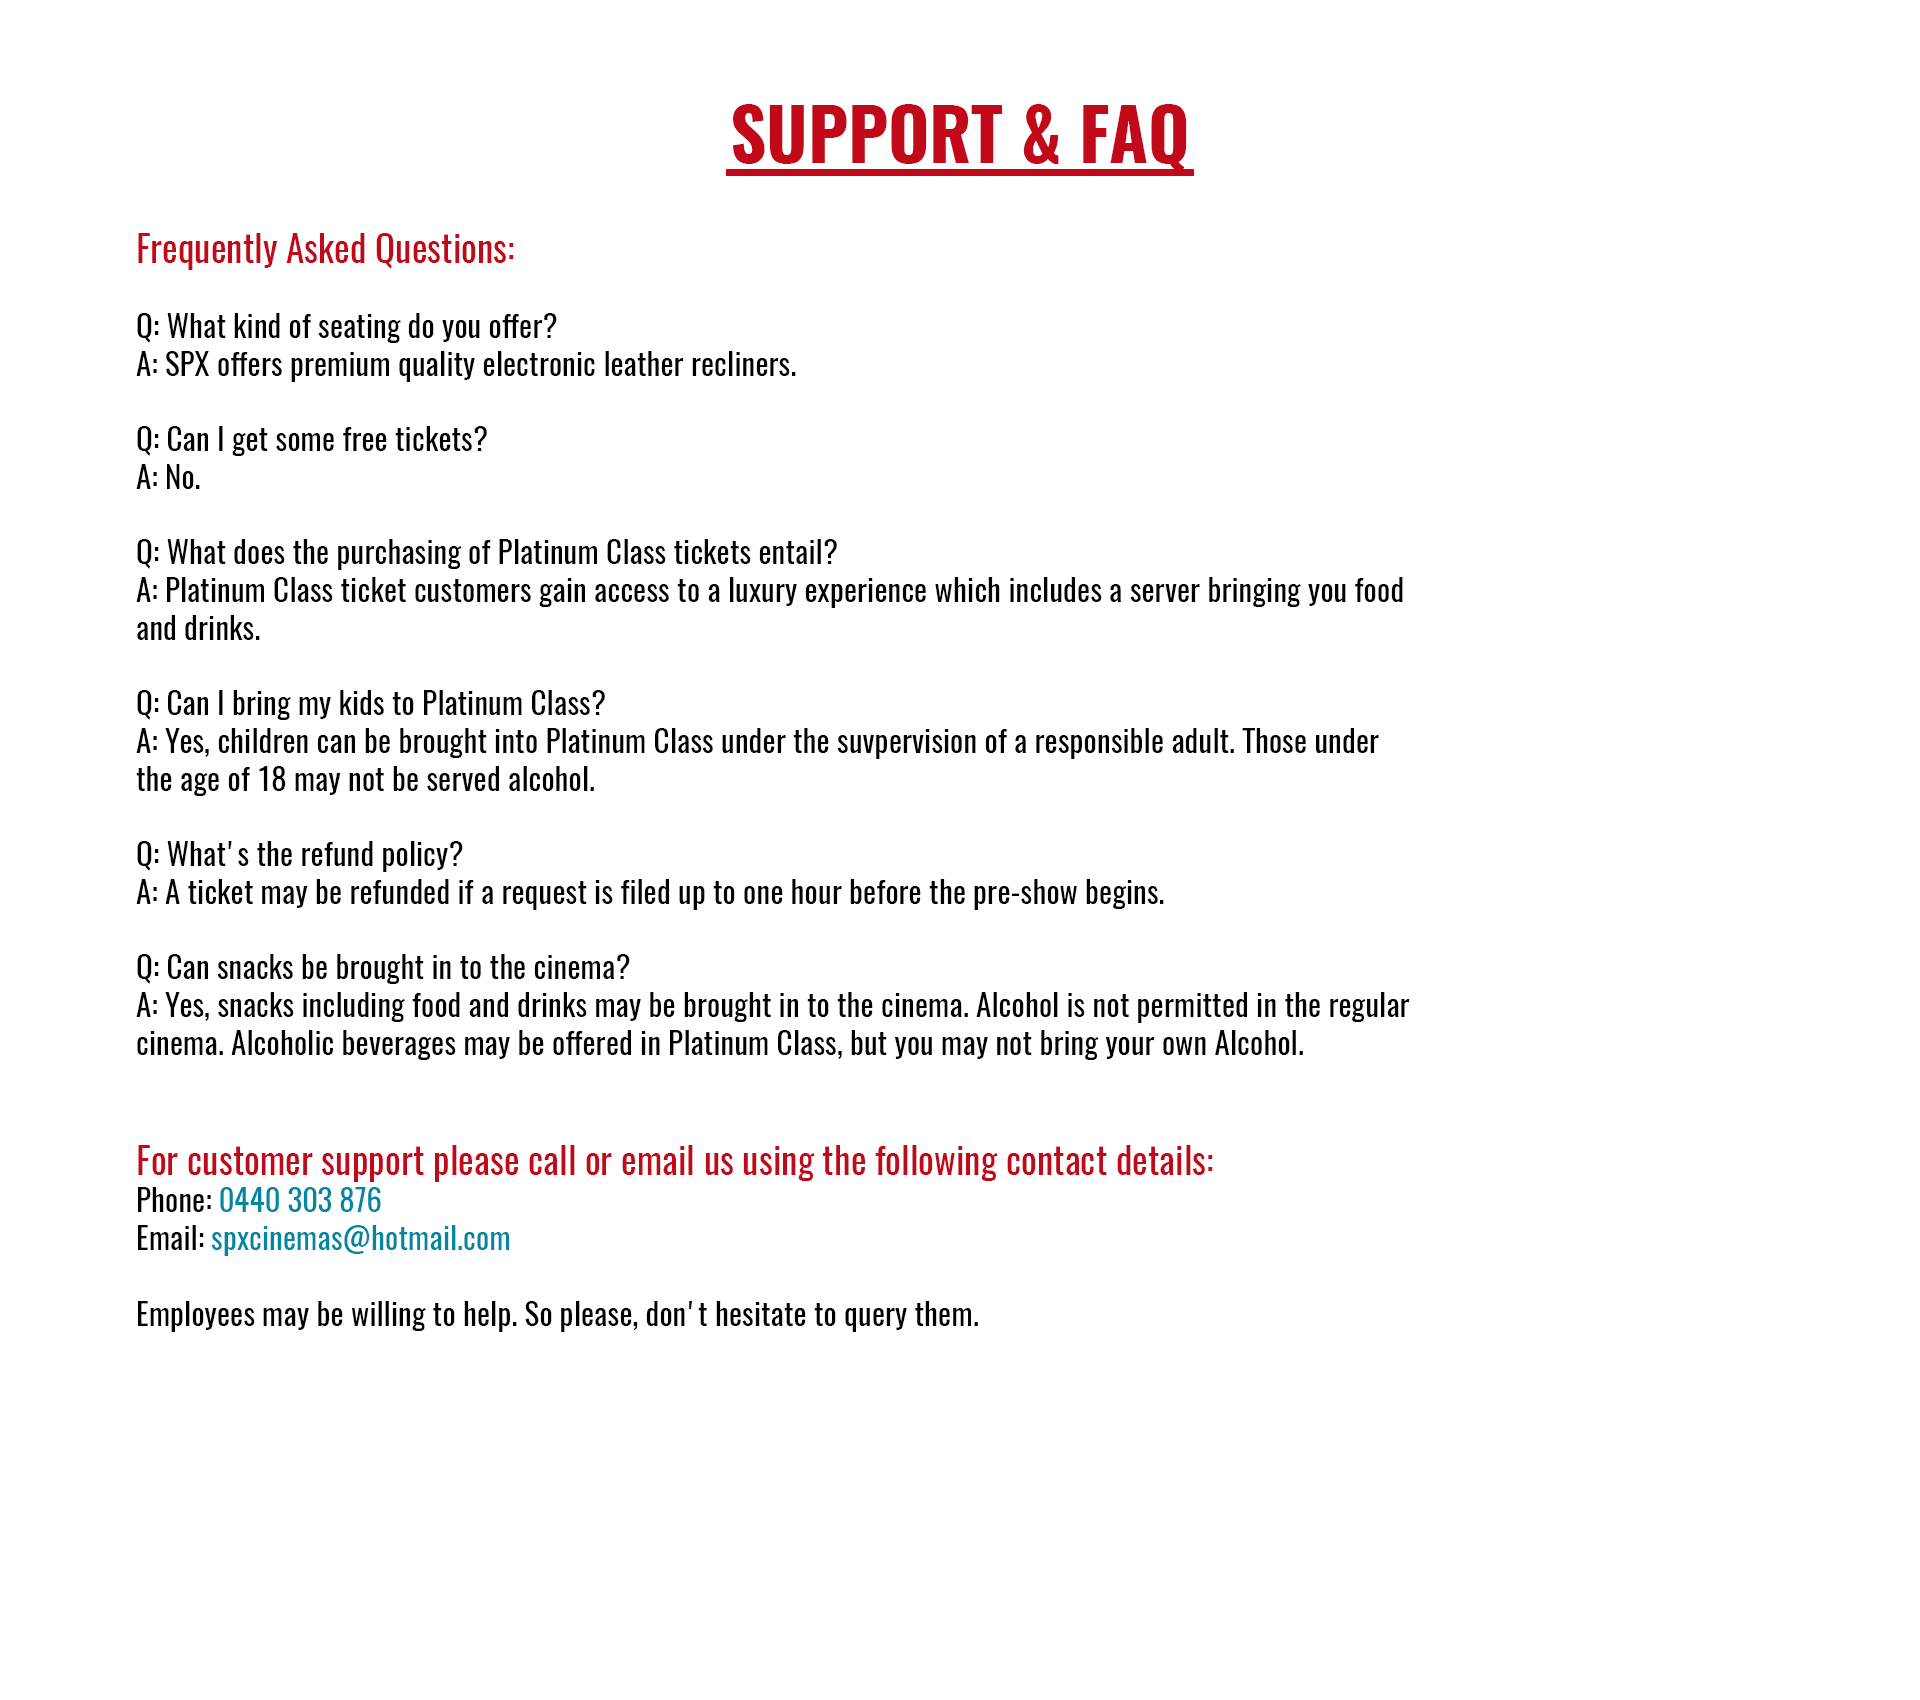 SUPPORT & FAQ
Frequently Asked Questions:
Q: What kind of seating do you offer?
A: SPX offers premium quality electronic leather recliners.
Q: Can I get some free tickets?
A: No.
Q: What does the purchasing of Platinum Class tickets entail?
A: Platinum Class ticket customers gain access to a luxury experience which includes a server bringing you food
and drinks.
Q: Can I bring my kids to Platinum Class?
A: Yes, children can be brought into Platinum Class under the suvpervision of a responsible adult. Those under
the age of 18 may not be served alcohol.
Q: What's the refund policy?
A: A ticket may be refunded if a request is filed up to one hour before the pre-show begins.
Q: Can snacks be brought in to the cinema?
A: Yes, snacks including food and drinks may be brought in to the cinema. Alcohol is not permitted in the regular
cinema. Alcoholic beverages may be offered in Platinum Class, but you may not bring your own Alcohol.
For customer support please call or email us using the following contact details:
Phone: 0440 303 876
Email: spxcinemas@hotmail.com
Employees may be willing to help. So please, don't hesitate to query them.